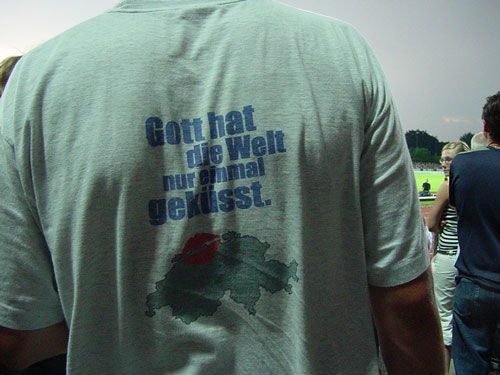 Gott hat
die Welt
nur einmal
geküsst.